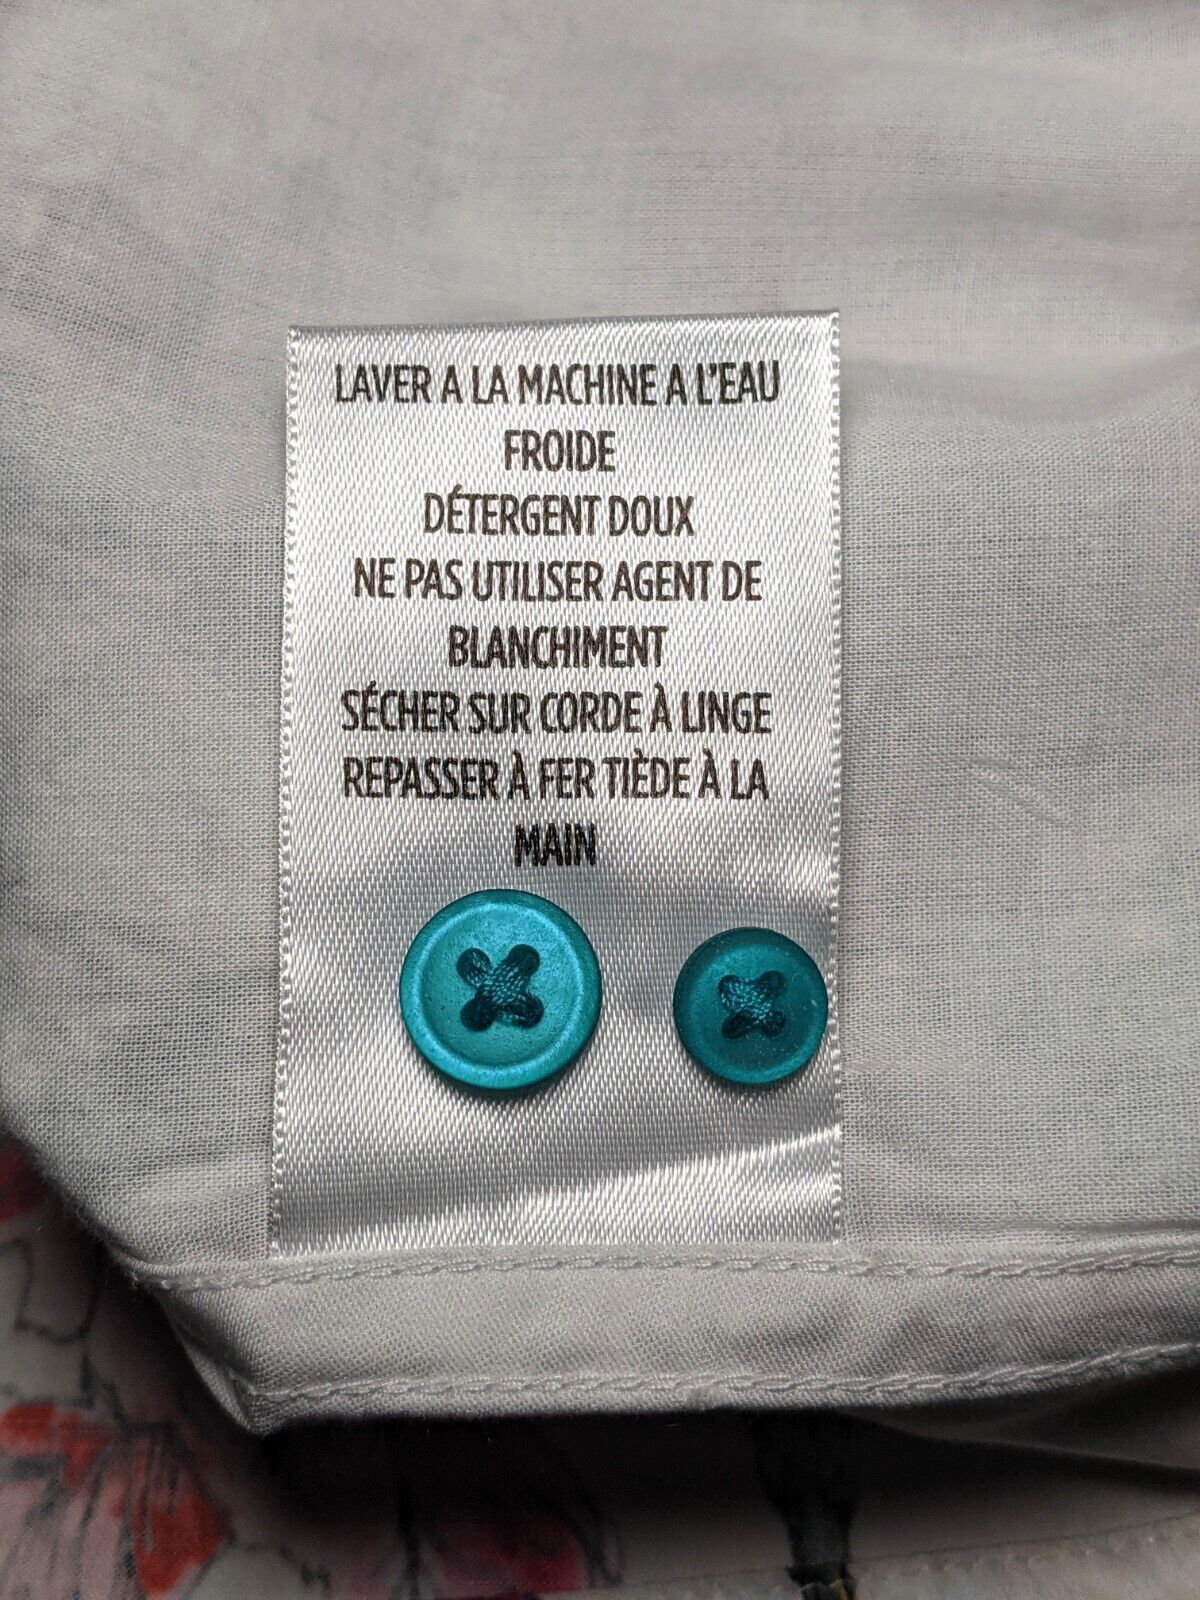 LAVER A LA MACHINE A L'EAU
FROIDE
DÉTERGENT DOUX
NE PAS UTILISER AGENT DE
BLANCHIMENT
SÉCHER SUR CORDE À LINGE
REPASSER À FER TIÈDE À LA
MAIN